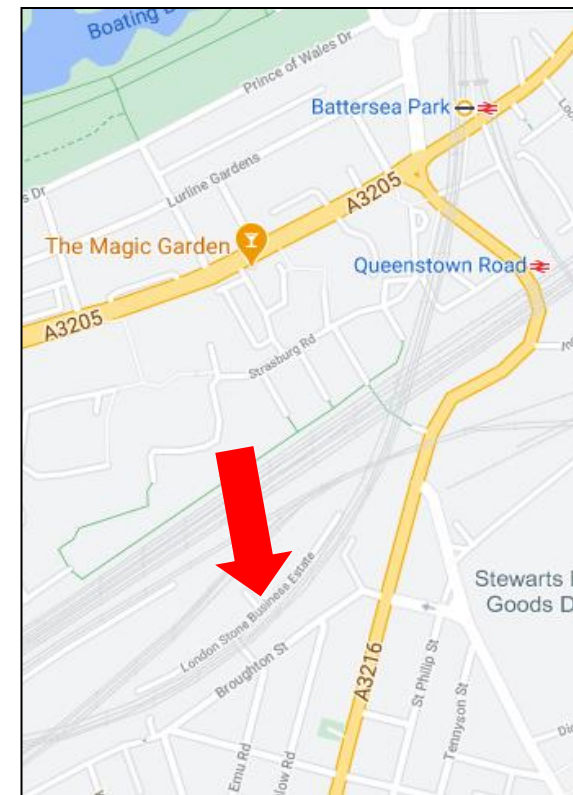 Boating
Prince of Wales Dr
Battersea Park
Lurline Gardens
A3205
The Magic Garden
Queenstown Road
A3205
Strasburg Rd
London Stone Business Estate
Stewarts
Goods D
Broughton St
A3216
St Philip St
Tennyson St
Emu Rd